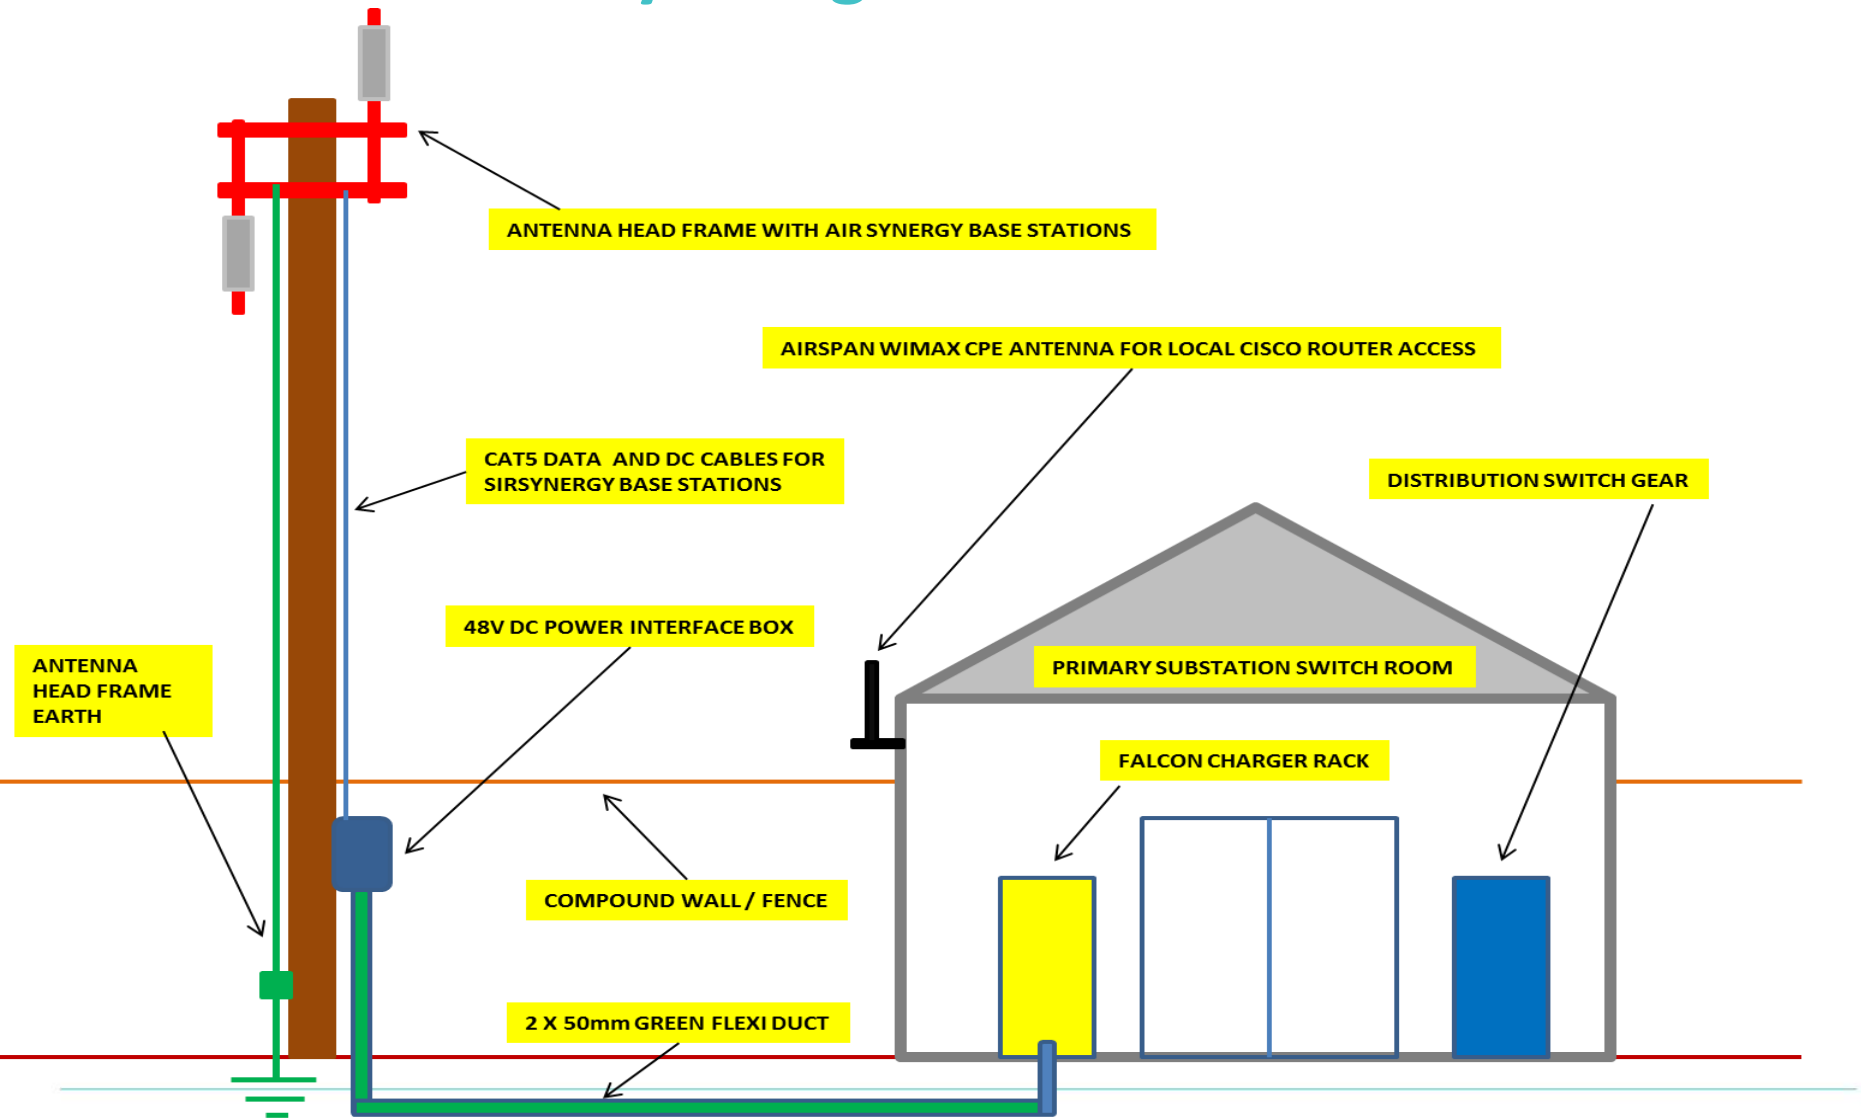 ANTENNA HEAD FRAME WITH AIR SYNERGY BASE STATIONS
AIRSPAN WIMAX CPE ANTENNA FOR LOCAL CISCO ROUTER ACCESS
CAT5 DATA  AND DC CABLES FOR
SIRSYNERGY BASE STATIONS
DISTRIBUTION SWITCH GEAR
48V DC POWER INTERFACE BOX
ANTENNA
HEAD FRAME
EARTH
PRIMARY SUBSTATION SWITCH ROOM
FALCON CHARGER RACK
COMPOUND WALL / FENCE
2 X 50mm GREEN FLEXI DUCT